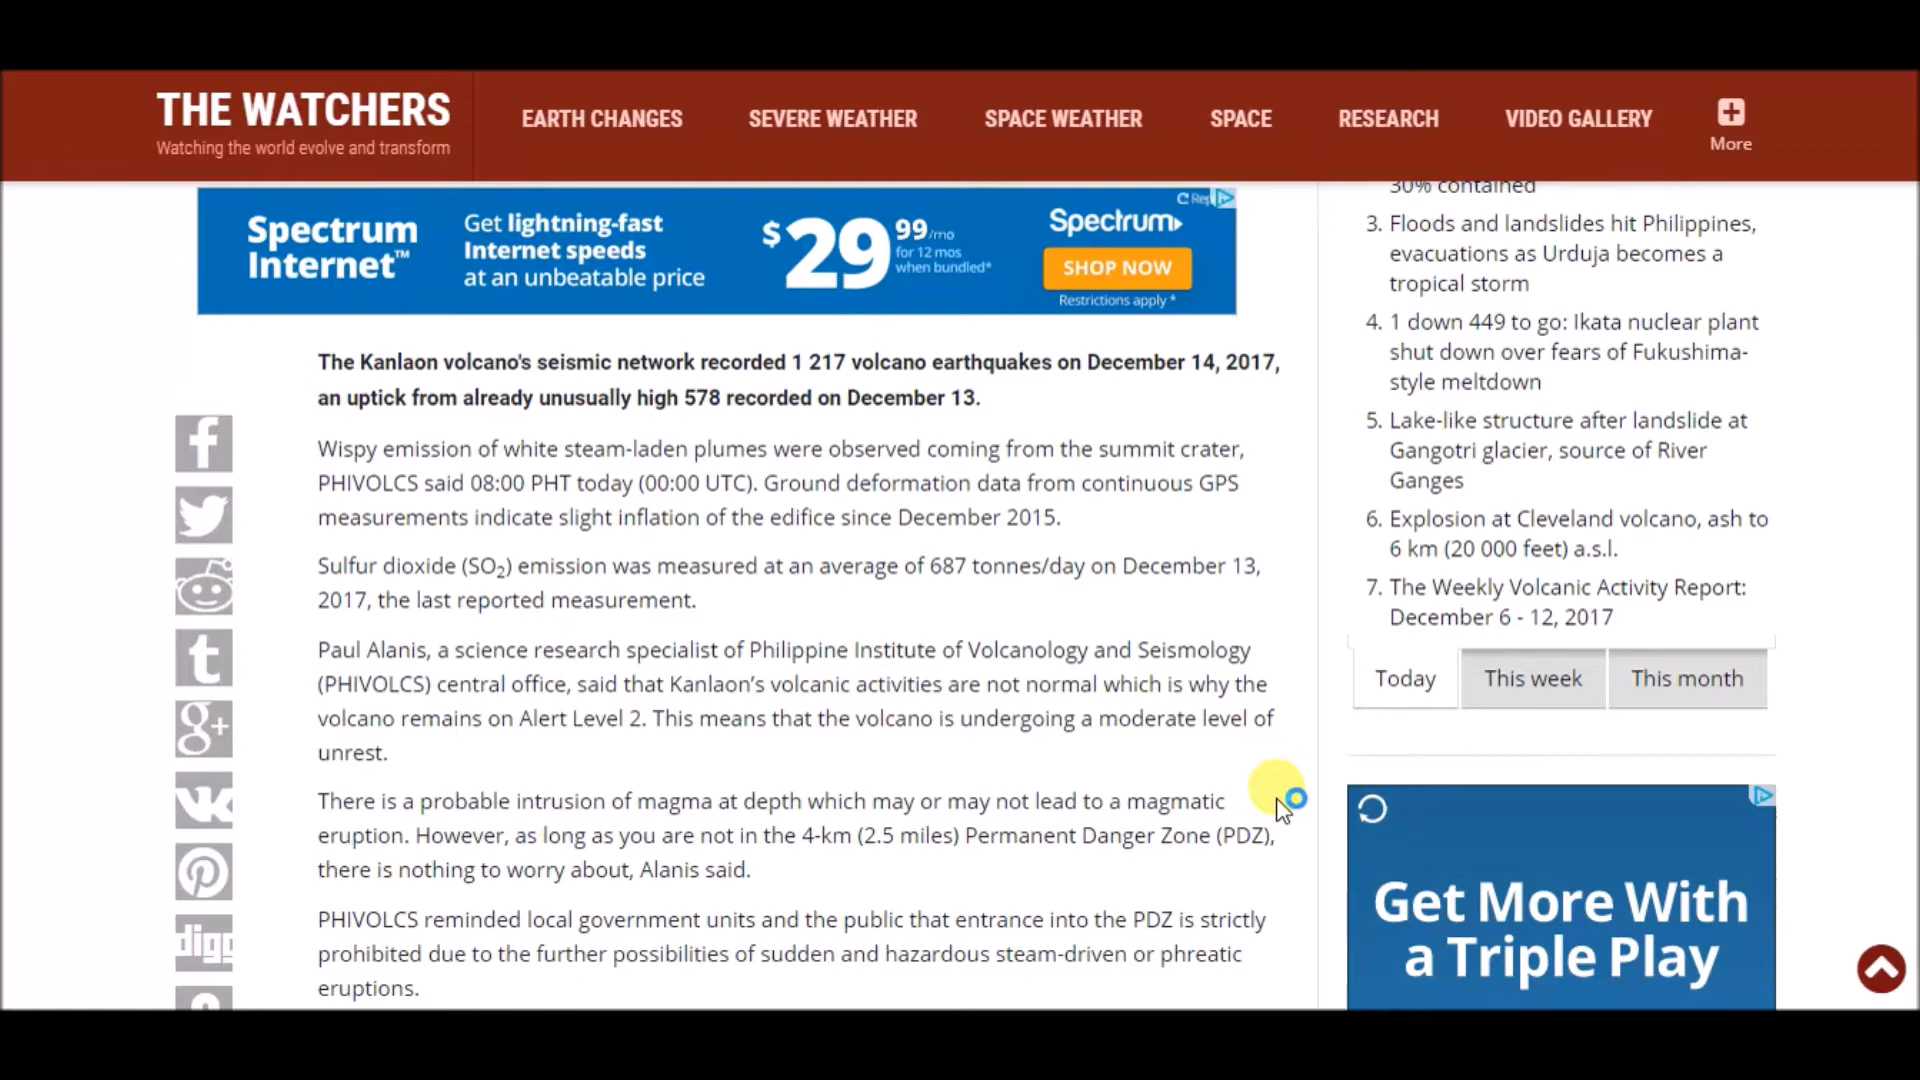 THE WATCHERS
Watching the world evolve and transform
EARTH CHANGES
SEVERE WEATHER
SPACE WEATHER
SPACE
RESEARCH
VIDEO GALLERY
More
Spectrum
Internet™
Get lightning-fast
Internet speeds
at an unbeatable price
$29 99/mo
for 12 mos
when bundled*
Spectrum
SHOP NOW
Restrictions apply *
The Kanlaon volcano's seismic network recorded 1 217 volcano earthquakes on December 14, 2017,
an uptick from already unusually high 578 recorded on December 13.
Wispy emission of white steam-laden plumes were observed coming from the summit crater,
PHIVOLCS said 08:00 PHT today (00:00 UTC). Ground deformation data from continuous GPS
measurements indicate slight inflation of the edifice since December 2015.
Sulfur dioxide (SO₂) emission was measured at an average of 687 tonnes/day on December 13,
2017, the last reported measurement.
Paul Alanis, a science research specialist of Philippine Institute of Volcanology and Seismology
(PHIVOLCS) central office, said that Kanlaon’s volcanic activities are not normal which is why the
volcano remains on Alert Level 2. This means that the volcano is undergoing a moderate level of
unrest.
There is a probable intrusion of magma at depth which may or may not lead to a magmatic
eruption. However, as long as you are not in the 4-km (2.5 miles) Permanent Danger Zone (PDZ),
there is nothing to worry about, Alanis said.
PHIVOLCS reminded local government units and the public that entrance into the PDZ is strictly
prohibited due to the further possibilities of sudden and hazardous steam-driven or phreatic
eruptions.
digg
30% contained
3. Floods and landslides hit Philippines,
evacuations as Urduja becomes a
tropical storm
4. 1 down 449 to go: Ikata nuclear plant
shut down over fears of Fukushima-
style meltdown
5. Lake-like structure after landslide at
Gangotri glacier, source of River
Ganges
6. Explosion at Cleveland volcano, ash to
6 km (20 000 feet) a.s.l.
7. The Weekly Volcanic Activity Report:
December 6 - 12, 2017
Today
This week
This month
Get More With
a Triple Play